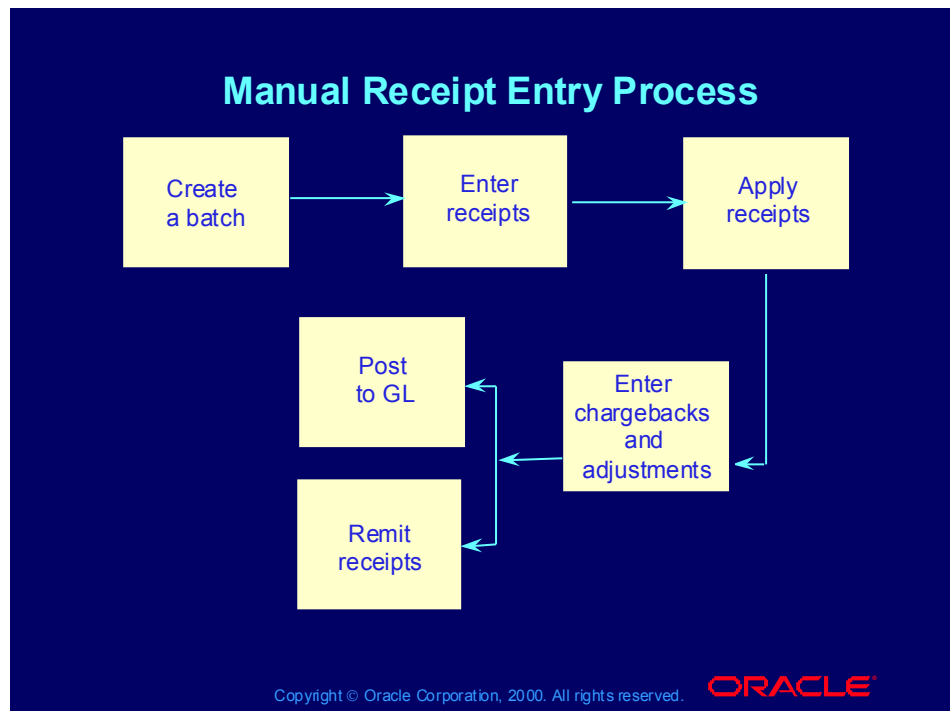 Manual Receipt Entry Process
Create
a batch
Enter
receipts
Apply
receipts
Post
to GL
Enter
chargebacks
and
adjustments
Remit
receipts
Copyright © Oracle Corporation, 2000. All rights reserved.
ORACLE®